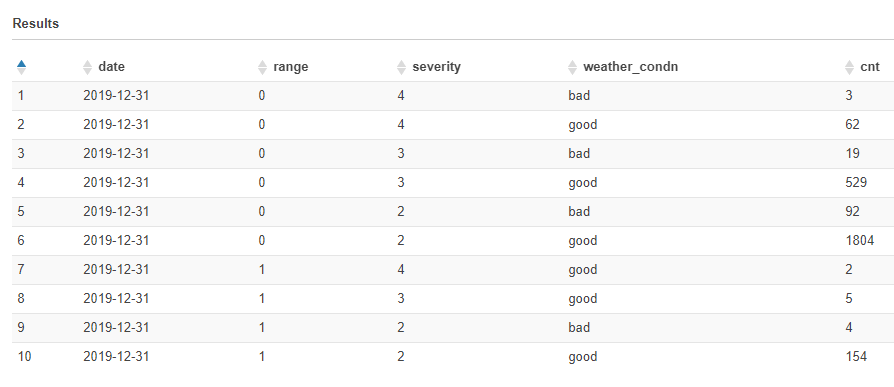 Results
date range severity weather_condn cnt
1 2019-12-31 0 4 bad 3
2 2019-12-31 0 4 good 62
3 2019-12-31 0 3 bad 19
4 2019-12-31 0 3 good 529
5 2019-12-31 0 2 bad 92
6 2019-12-31 0 2 good 1804
7 2019-12-31 1 4 good 2
8 2019-12-31 1 3 good 5
9 2019-12-31 1 2 bad 4
10 2019-12-31 1 2 good 154